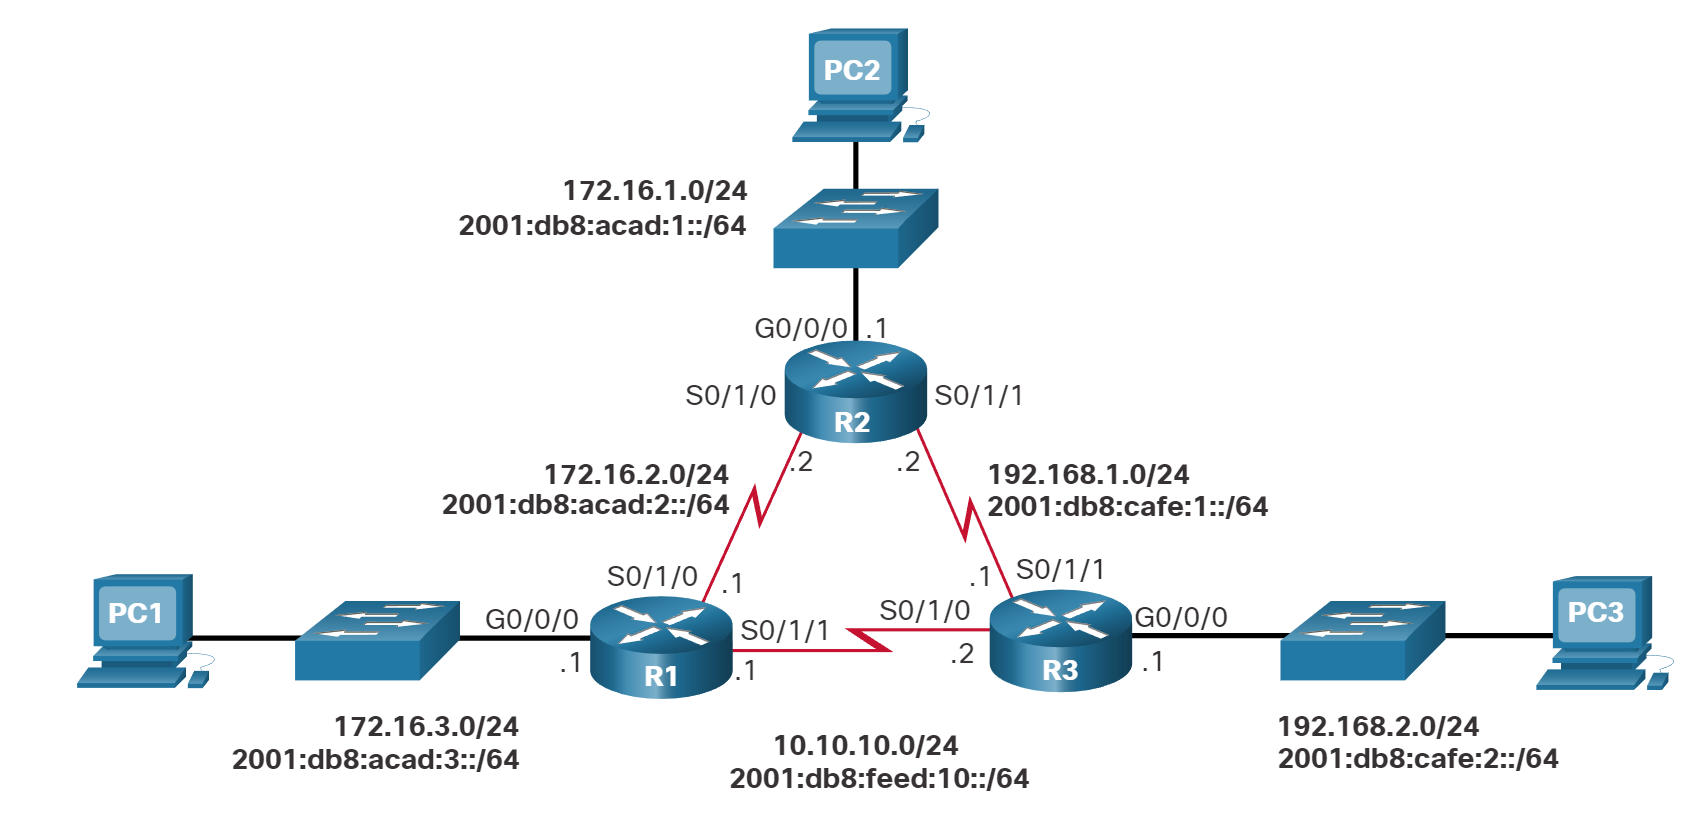 PC2
172.16.1.0/24
2001:db8:acad:1::/64
G0/0/0 .1
S0/1/0
S0/1/1
R2
.2
.2
172.16.2.0/24
2001:db8:acad:2::/64
192.168.1.0/24
2001:db8:cafe:1::/64
S0/1/0
.1
.1
S0/1/1
PC1
G0/0/0
.1
R1
S0/1/1
.1
S0/1/0
.2
R3
G0/0/0
.1
PC3
172.16.3.0/24
2001:db8:acad:3::/64
10.10.10.0/24
2001:db8:feed:10::/64
192.168.2.0/24
2001:db8:cafe:2::/64